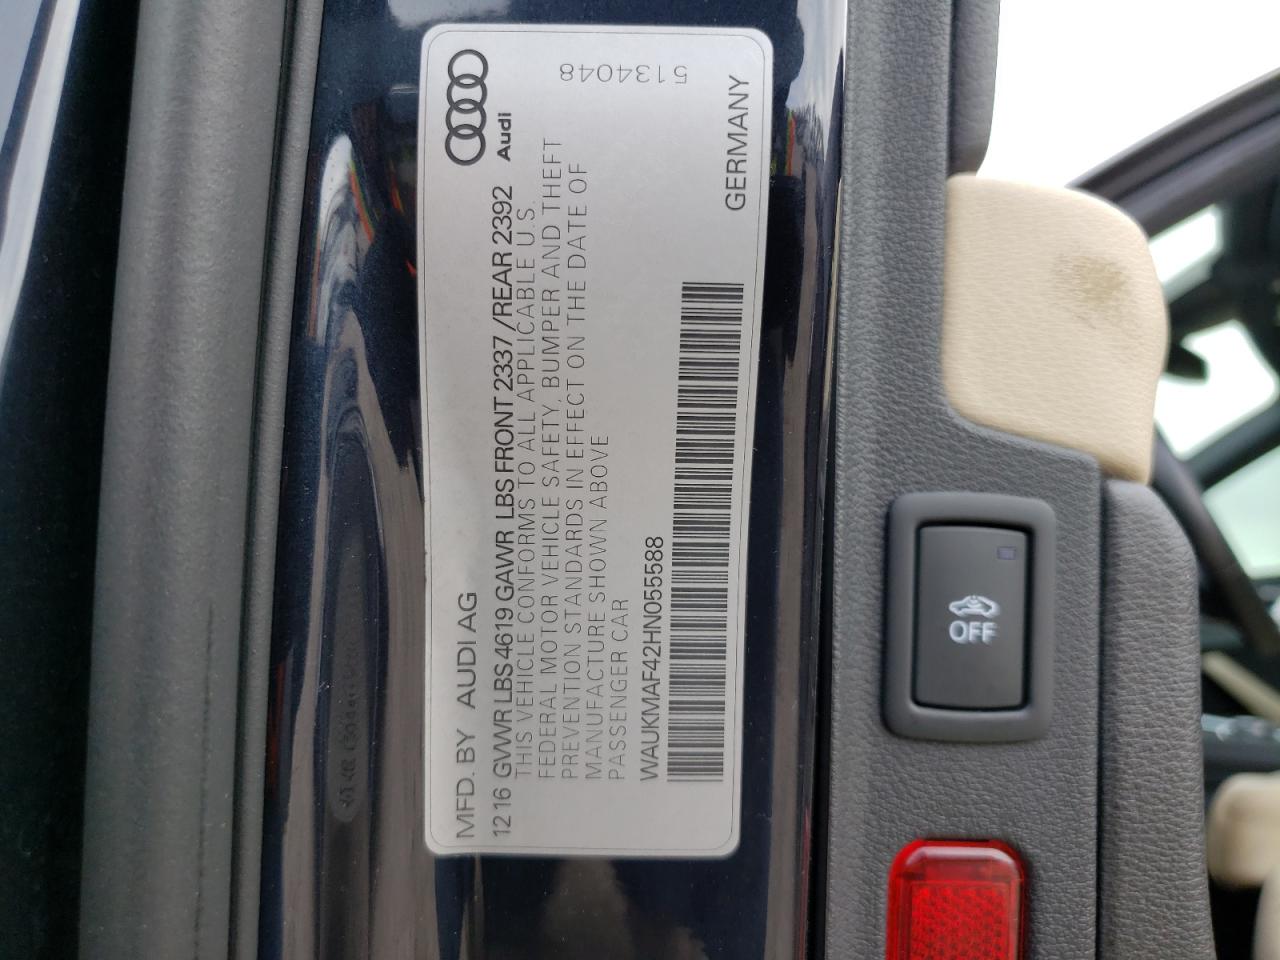 MFD. BY AUDI AG
Audi
12 16 GVWR LBS 4619 GAWR LBS FRONT 2337 /REAR 2392
THIS VEHICLE CONFORMS TO ALL APPLICABLE U.S.
FEDERAL MOTOR VEHICLE SAFETY, BUMPER AND THEFT
PREVENTION STANDARDS IN EFFECT ON THE DATE OF
MANUFACTURE SHOWN ABOVE
PASSENGER CAR
WAUKMAF42HN055588
GERMANY
5134048
OFF